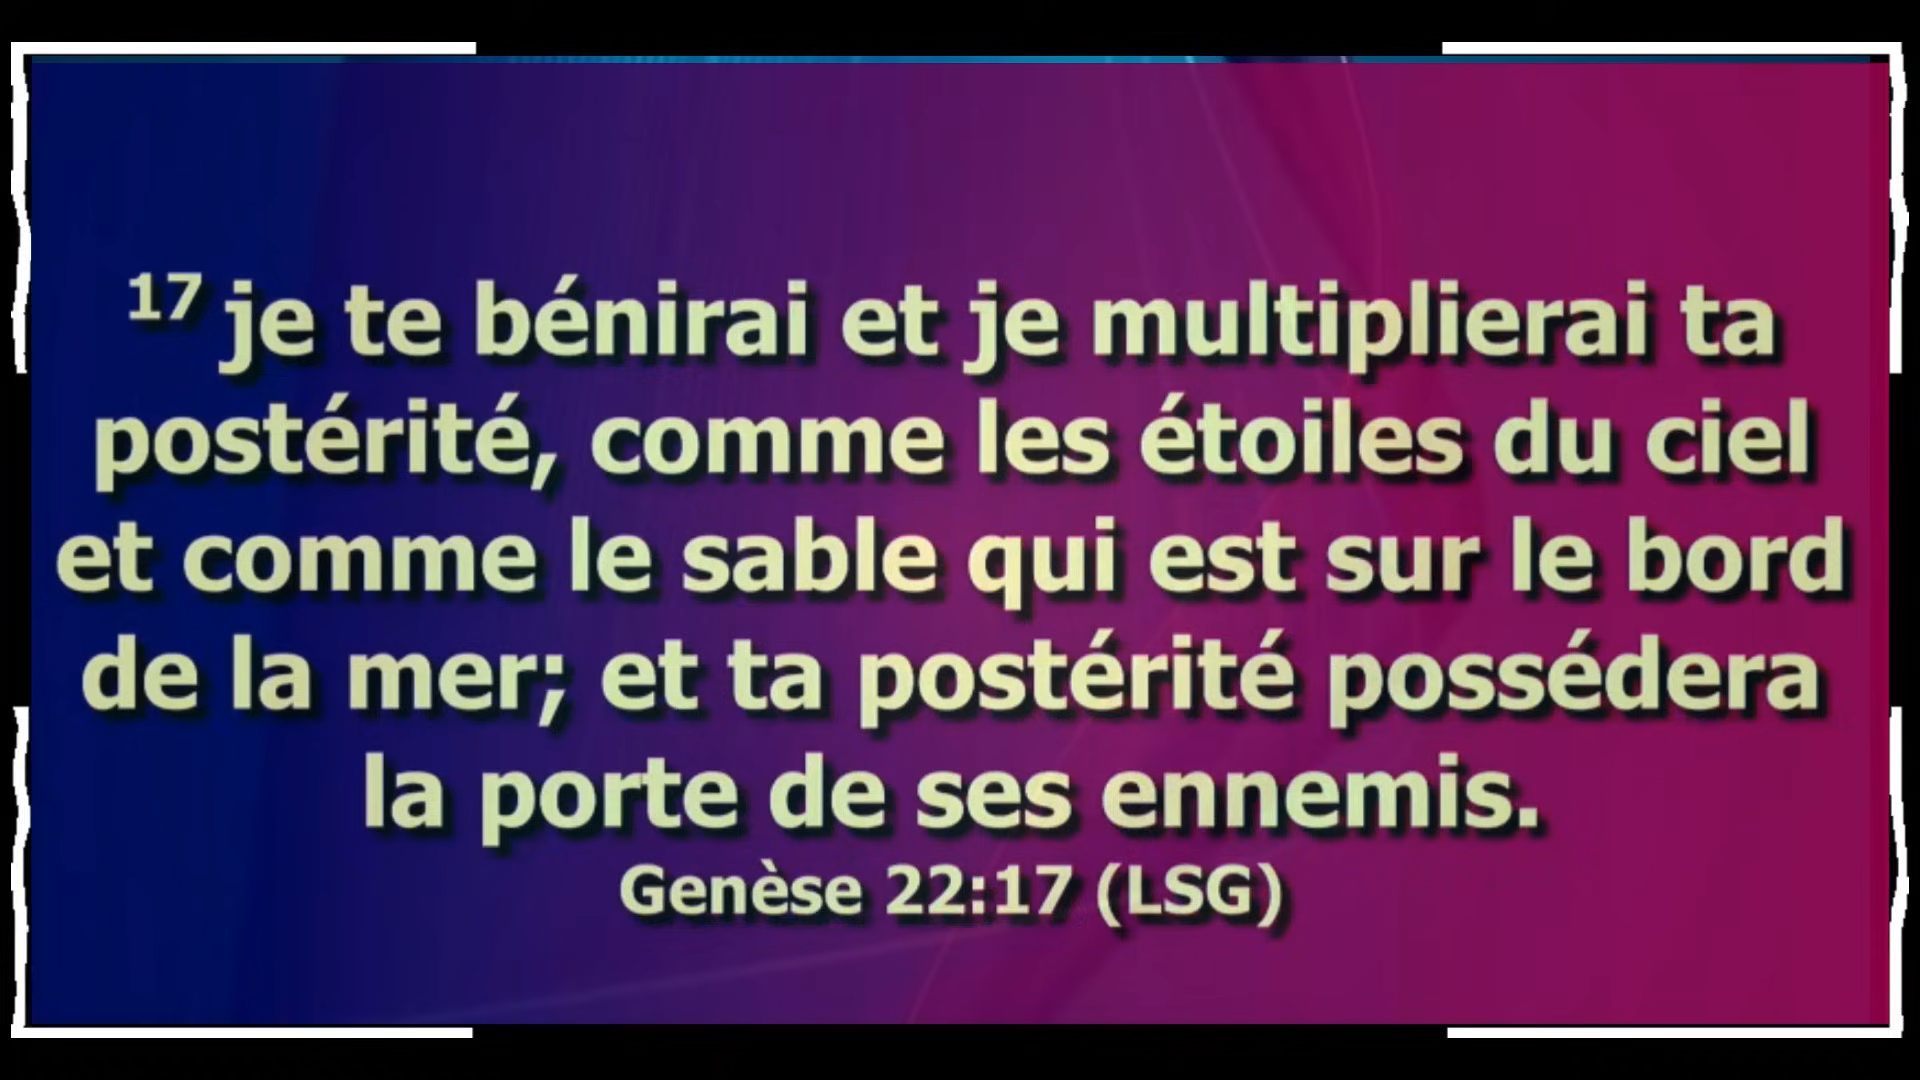 17 je te bénirai et je multiplierai ta
postérité, comme les étoiles du ciel
et comme le sable qui est sur le bord
de la mer; et ta postérité possédera
la porte de ses ennemis.
Genèse 22:17 (LSG)